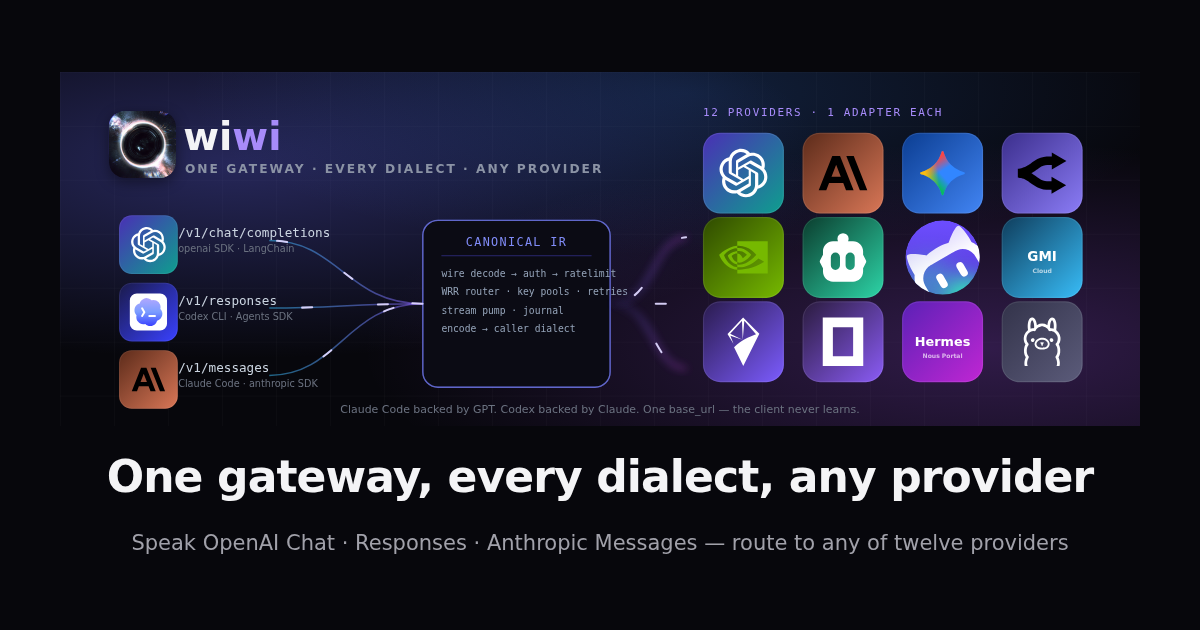 wiwi
ONE GATEWAY · EVERY DIALECT · ANY PROVIDER
/v1/chat/completions
openai SDK · LangChain
/v1/responses
Codex CLI · Agents SDK
/v1/messages
Claude Code · anthropic SDK
CANONICAL IR
wire decode → auth → ratelimit
WRR router · key pools · retries
stream pump · journal
encode → caller dialect
12 PROVIDERS · 1 ADAPTER EACH
GMI
Cloud
Hermes
Nous Portal
Claude Code backed by GPT. Codex backed by Claude. One base_url — the client never learns.
One gateway, every dialect, any provider
Speak OpenAI Chat · Responses · Anthropic Messages — route to any of twelve providers